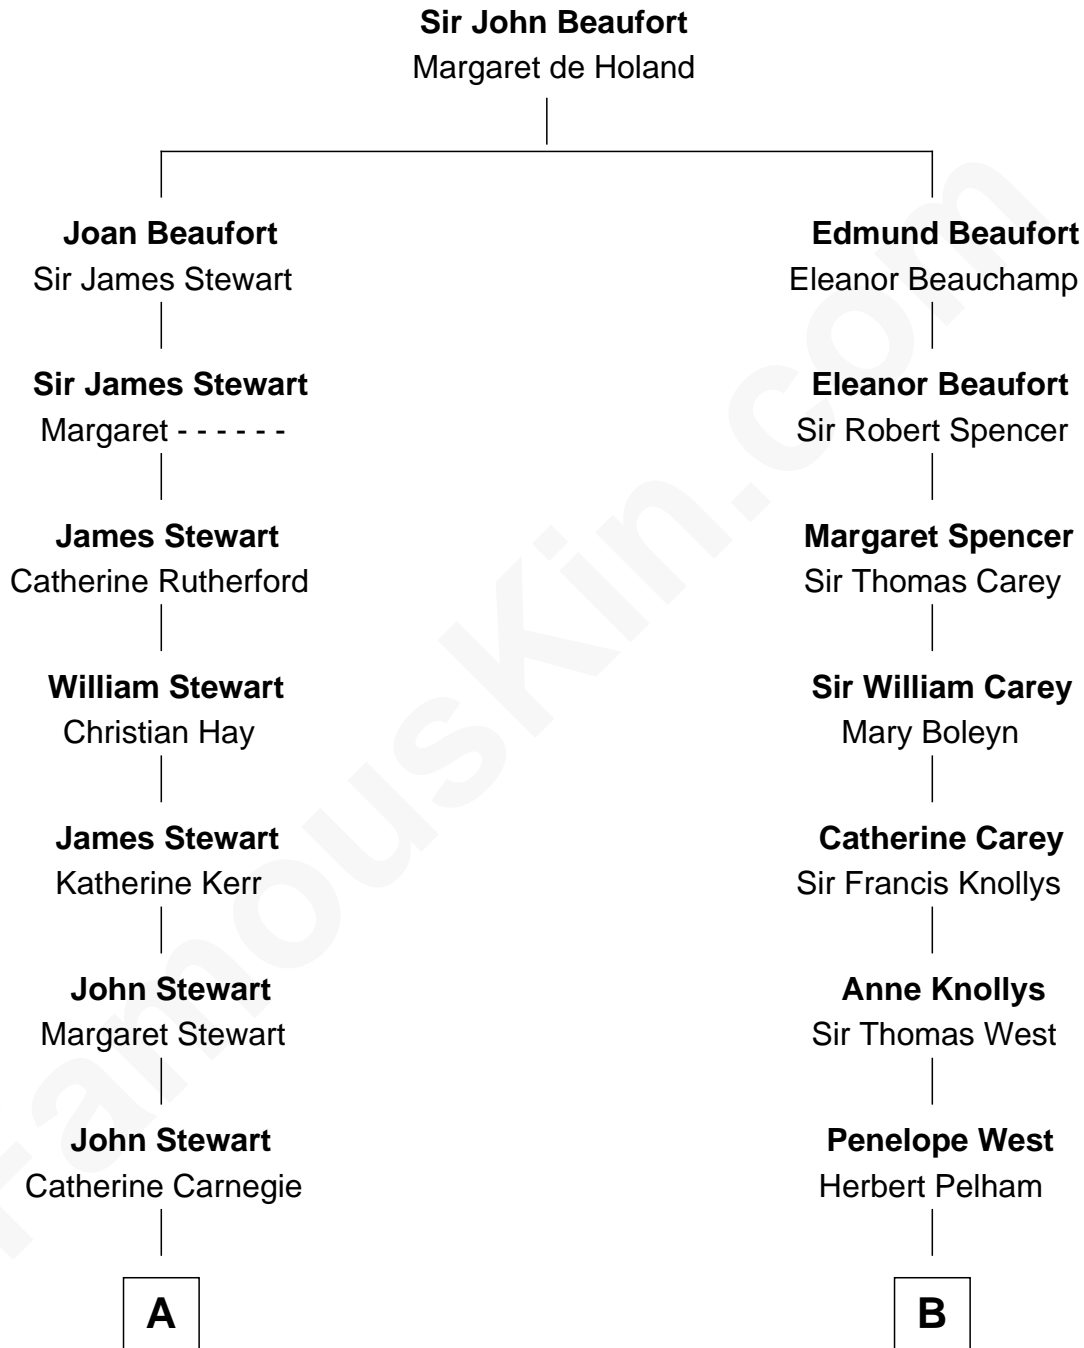 Sir John Beaufort
Margaret de Holand
Joan Beaufort
Sir James Stewart
Sir James Stewart
Margaret - - - - - -
James Stewart
Catherine Rutherford
William Stewart
Christian Hay
James Stewart
Katherine Kerr
John Stewart
Margaret Stewart
John Stewart
Catherine Carnegie
A
Edmund Beaufort
Eleanor Beauchamp
Eleanor Beaufort
Sir Robert Spencer
Margaret Spencer
Sir Thomas Carey
Sir William Carey
Mary Boleyn
Catherine Carey
Sir Francis Knollys
Anne Knollys
Sir Thomas West
Penelope West
Herbert Pelham
B
FamousKin.com